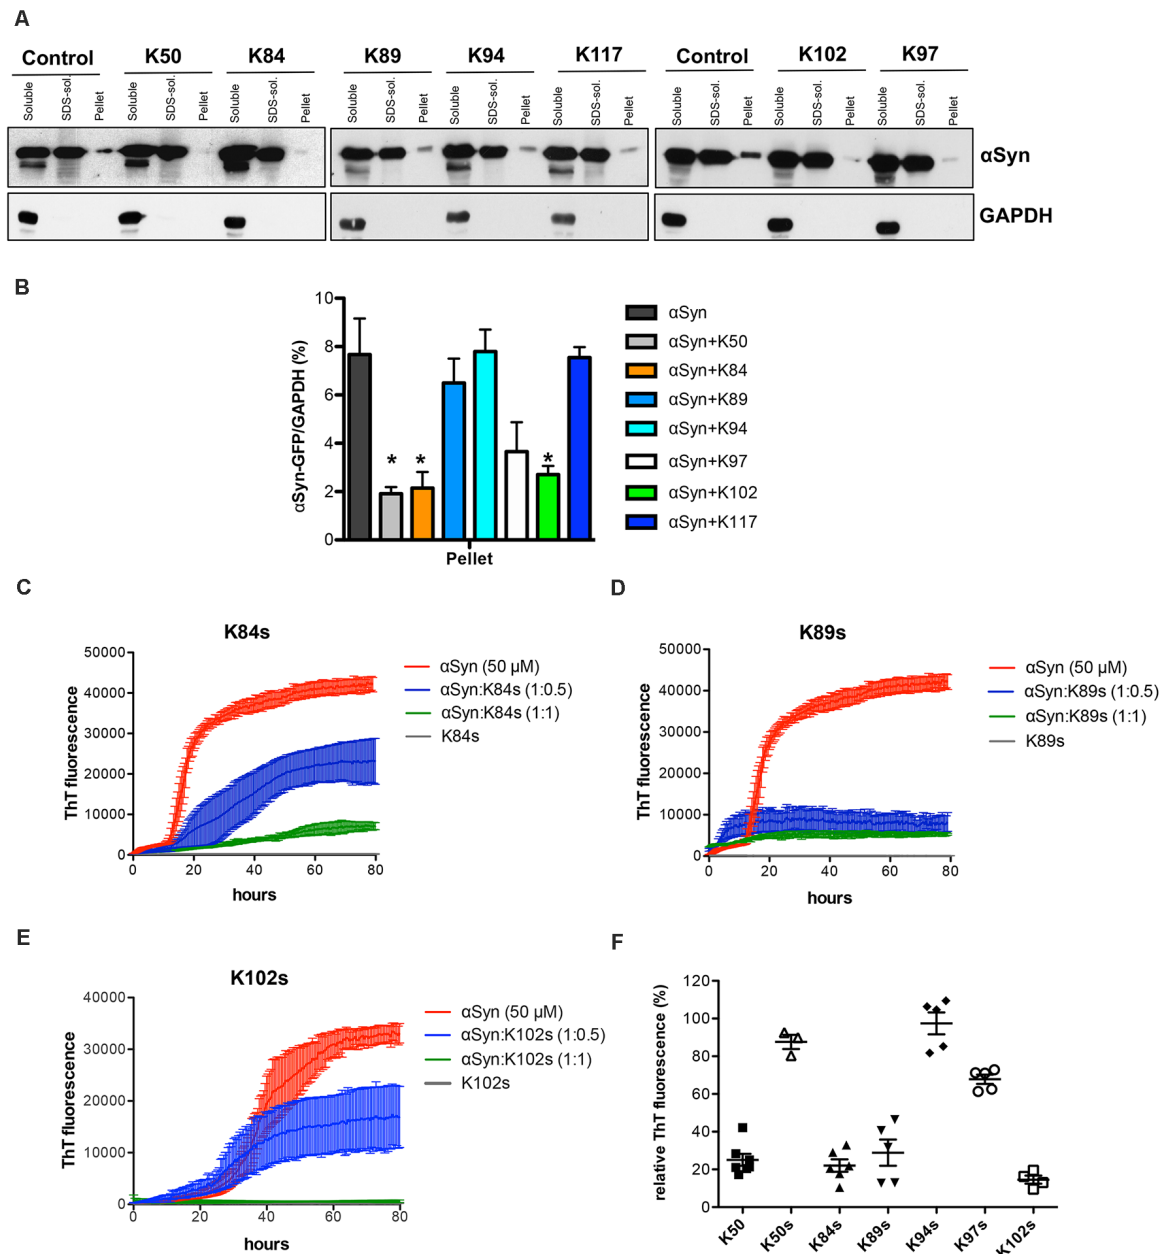 A
Control K50 K84 K89 K94 K117 Control K102 K97
Soluble SDS-sol. Pellet Soluble SDS-sol. Pellet Soluble SDS-sol. Pellet Soluble SDS-sol. Pellet Soluble SDS-sol. Pellet Soluble SDS-sol. Pellet Soluble SDS-sol. Pellet Soluble SDS-sol. Pellet Soluble SDS-sol. Pellet
αSyn
GAPDH
B
αSyn-GFP/GAPDH (%)
10
8
6
4
2
0
* * *
Pellet
αSyn
αSyn+K50
αSyn+K84
αSyn+K89
αSyn+K94
αSyn+K97
αSyn+K102
αSyn+K117
C
K84s
ThT fluorescence
50000
40000
30000
20000
10000
0
0 20 40 60 80
hours
αSyn (50 µM)
αSyn:K84s (1:0.5)
αSyn:K84s (1:1)
K84s
D
K89s
ThT fluorescence
50000
40000
30000
20000
10000
0
0 20 40 60 80
hours
αSyn (50 µM)
αSyn:K89s (1:0.5)
αSyn:K89s (1:1)
K89s
E
K102s
ThT fluorescence
40000
30000
20000
10000
0
0 20 40 60 80
hours
αSyn (50 µM)
αSyn:K102s (1:0.5)
αSyn:K102s (1:1)
K102s
F
relative ThT fluorescence (%)
120
100
80
60
40
20
0
K50 K50s K84s K89s K94s K97s K102s